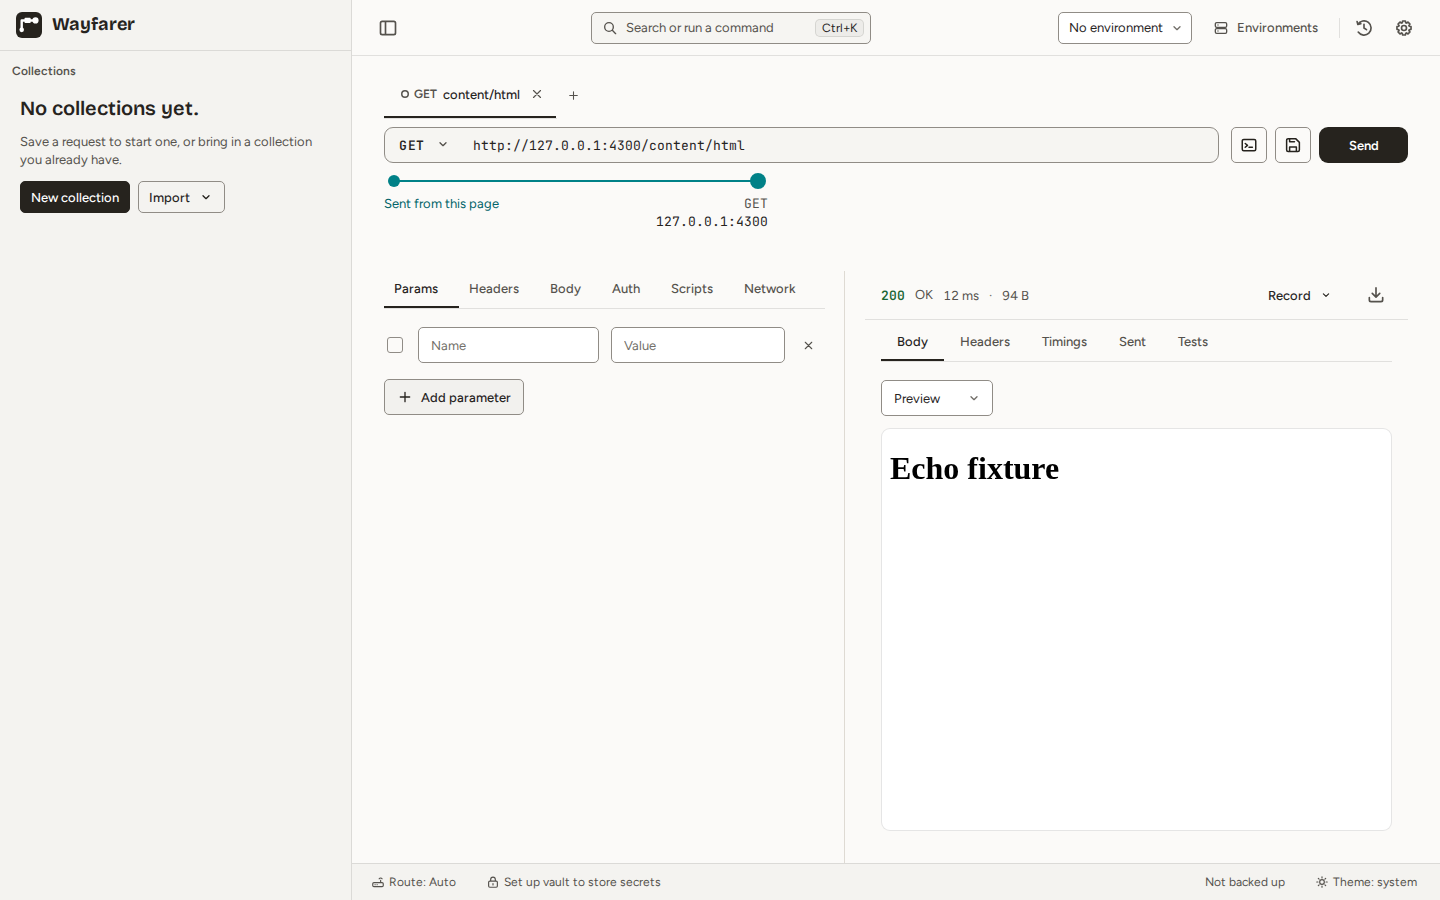 Wayfarer
Search or run a command
Ctrl+K
No environment
Environments
Collections
No collections yet.
Save a request to start one, or bring in a collection
you already have.
New collection
Import
GET content/html
GET
http://127.0.0.1:4300/content/html
Send
Sent from this page
GET
127.0.0.1:4300
Params
Headers
Body
Auth
Scripts
Network
Name
Value
Add parameter
200 OK 12 ms · 94 B
Record
Body
Headers
Timings
Sent
Tests
Preview
Echo fixture
Route: Auto
Set up vault to store secrets
Not backed up
Theme: system